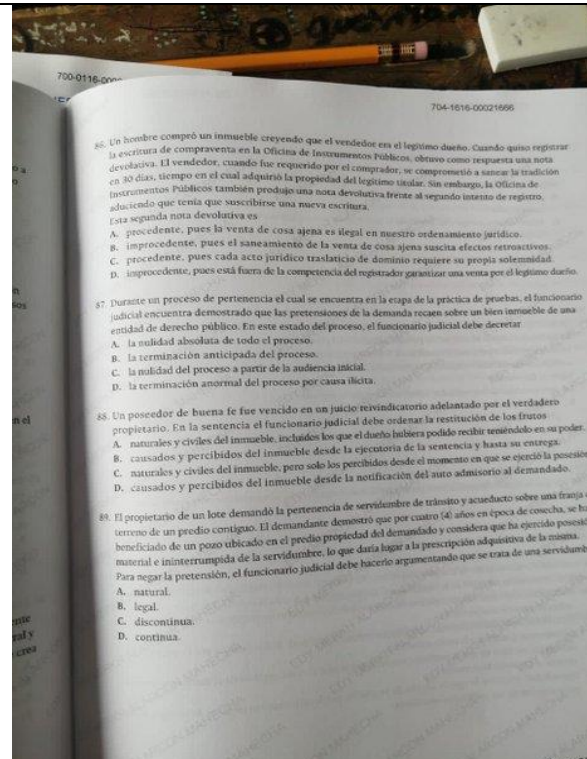 700-0116-000
704-1616-00021666
86. Un hombre compró un inmueble creyendo que el vendedor era el legítimo dueño. Cuando quiso registrar
la escritura de compraventa en la Oficina de Instrumentos Públicos, obtuvo como respuesta una nota
devolutiva. El vendedor, cuando fue requerido por el comprador, se comprometió a sanear la tradición
en 30 días, tiempo en el cual adquirió la propiedad del legítimo titular. Sin embargo, la Oficina de
Instrumentos Públicos también produjo una nota devolutiva frente al segundo intento de registro,
aduciendo que tenía que suscribirse una nueva escritura.
Esta segunda nota devolutiva es
A. procedente, pues la venta de cosa ajena es ilegal en nuestro ordenamiento jurídico.
B. improcedente, pues el saneamiento de la venta de cosa ajena suscita efectos retroactivos.
C. procedente, pues cada acto jurídico traslaticio de dominio requiere su propia solemnidad.
D. improcedente, pues está fuera de la competencia del registrador garantizar una venta por el legítimo dueño.
87. Durante un proceso de pertenencia el cual se encuentra en la etapa de la práctica de pruebas, el funcionario
judicial encuentra demostrado que las pretensiones de la demanda recaen sobre un bien inmueble de una
entidad de derecho público. En este estado del proceso, el funcionario judicial debe decretar
A. la nulidad absoluta de todo el proceso.
B. la terminación anticipada del proceso.
C. la nulidad del proceso a partir de la audiencia inicial.
D. la terminación anormal del proceso por causa ilícita.
88. Un poseedor de buena fe fue vencido en un juicio reivindicatorio adelantado por el verdadero
propietario. En la sentencia el funcionario judicial debe ordenar la restitución de los frutos
A. naturales y civiles del inmueble, incluidos los que el dueño hubiera podido recibir teniéndolo en su poder.
B. causados y percibidos del inmueble desde la ejecutoria de la sentencia y hasta su entrega.
C. naturales y civiles del inmueble, pero solo los percibidos desde el momento en que se ejerció la posesión
D. causados y percibidos del inmueble desde la notificación del auto admisorio al demandado.
89. El propietario de un lote demandó la pertenencia de servidumbre de tránsito y acueducto sobre una franja
terreno de un predio contiguo. El demandante demostró que por cuatro (4) años en época de cosecha, se h
beneficiado de un pozo ubicado en el predio propiedad del demandado y considera que ha ejercido posesi
material e ininterrumpida de la servidumbre, lo que daría lugar a la prescripción adquisitiva de la misma.
Para negar la pretensión, el funcionario judicial debe hacerlo argumentando que se trata de una servidumb
A. natural.
B. legal.
C. discontinua.
D. continua.
n el
ral y
crea